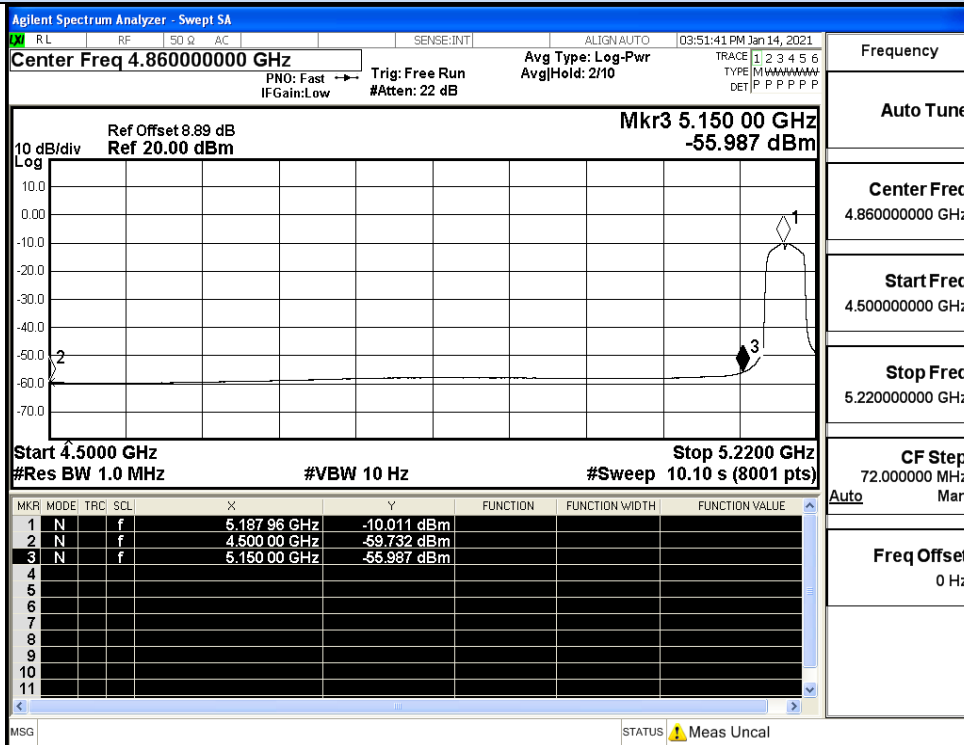 Agilent Spectrum Analyzer - Swept SA
LXI RL RF 50 Ω AC SENSE:INT ALIGN AUTO 03:51:41 PM Jan 14, 2021
Center Freq 4.860000000 GHz
PNO: Fast
IFGain:Low
Trig: Free Run
#Atten: 22 dB
Avg Type: Log-Pwr
Avg|Hold: 2/10
TRACE 1 2 3 4 5 6
TYPE M WWWWW
DET P P P P P P
Mkr3 5.150 00 GHz
-55.987 dBm
Ref Offset 8.89 dB
10 dB/div Ref 20.00 dBm
Log
10.0
0.00
-10.0
-20.0
-30.0
-40.0
-50.0
-60.0
-70.0
1
2
3
Start 4.5000 GHz Stop 5.2200 GHz
#Res BW 1.0 MHz #VBW 10 Hz #Sweep 10.10 s (8001 pts)
MKR MODE TRC SCL X Y FUNCTION FUNCTION WIDTH FUNCTION VALUE
1 N f 5.187 96 GHz -10.011 dBm
2 N f 4.500 00 GHz -59.732 dBm
3 N f 5.150 00 GHz -55.987 dBm
4
5
6
7
8
9
10
11
MSG STATUS Meas Uncal
Frequency
Auto Tune
Center Freq
4.860000000 GHz
Start Freq
4.500000000 GHz
Stop Freq
5.220000000 GHz
CF Step
72.000000 MHz
Auto Man
Freq Offset
0 Hz